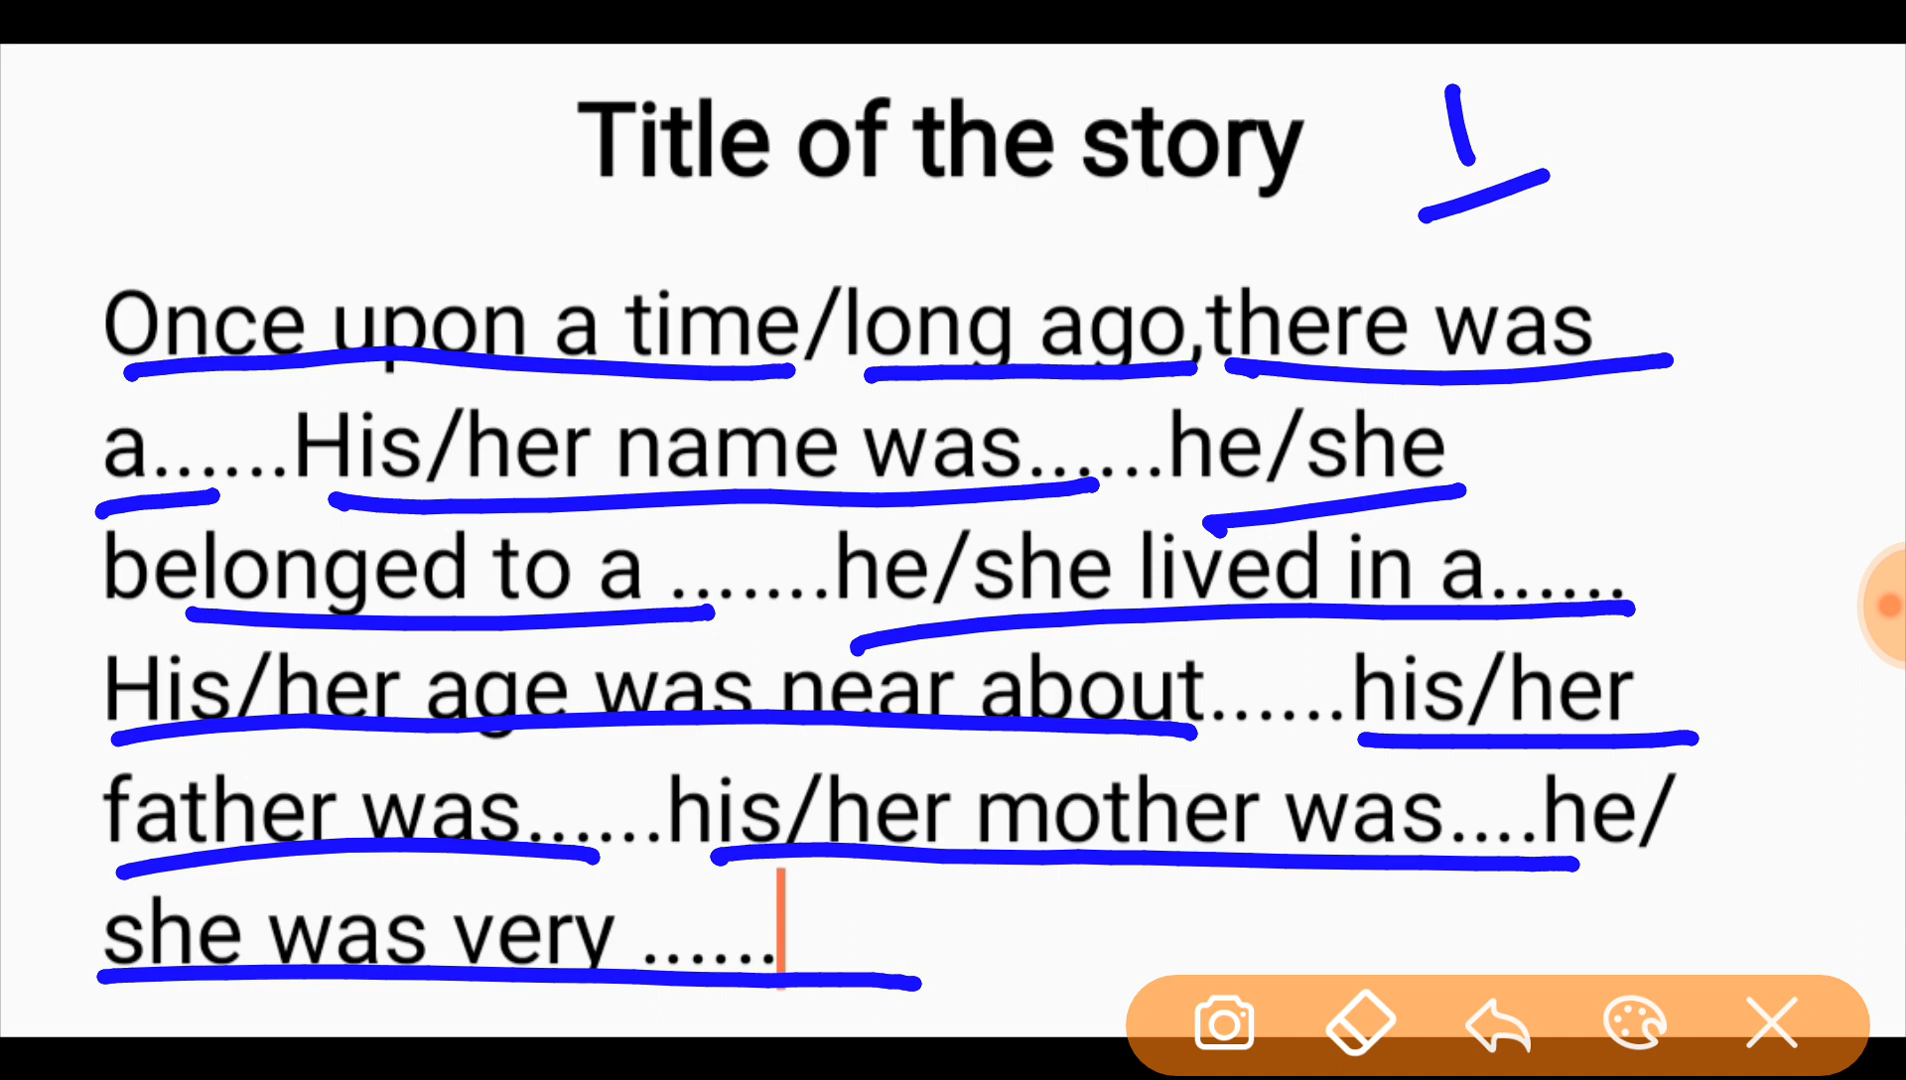 Title of the story
Once upon a time/long ago,there was
a......His/her name was......he/she
belonged to a .......he/she lived in a......
His/her age was near about......his/her
father was......his/her mother was....he/
she was very ......